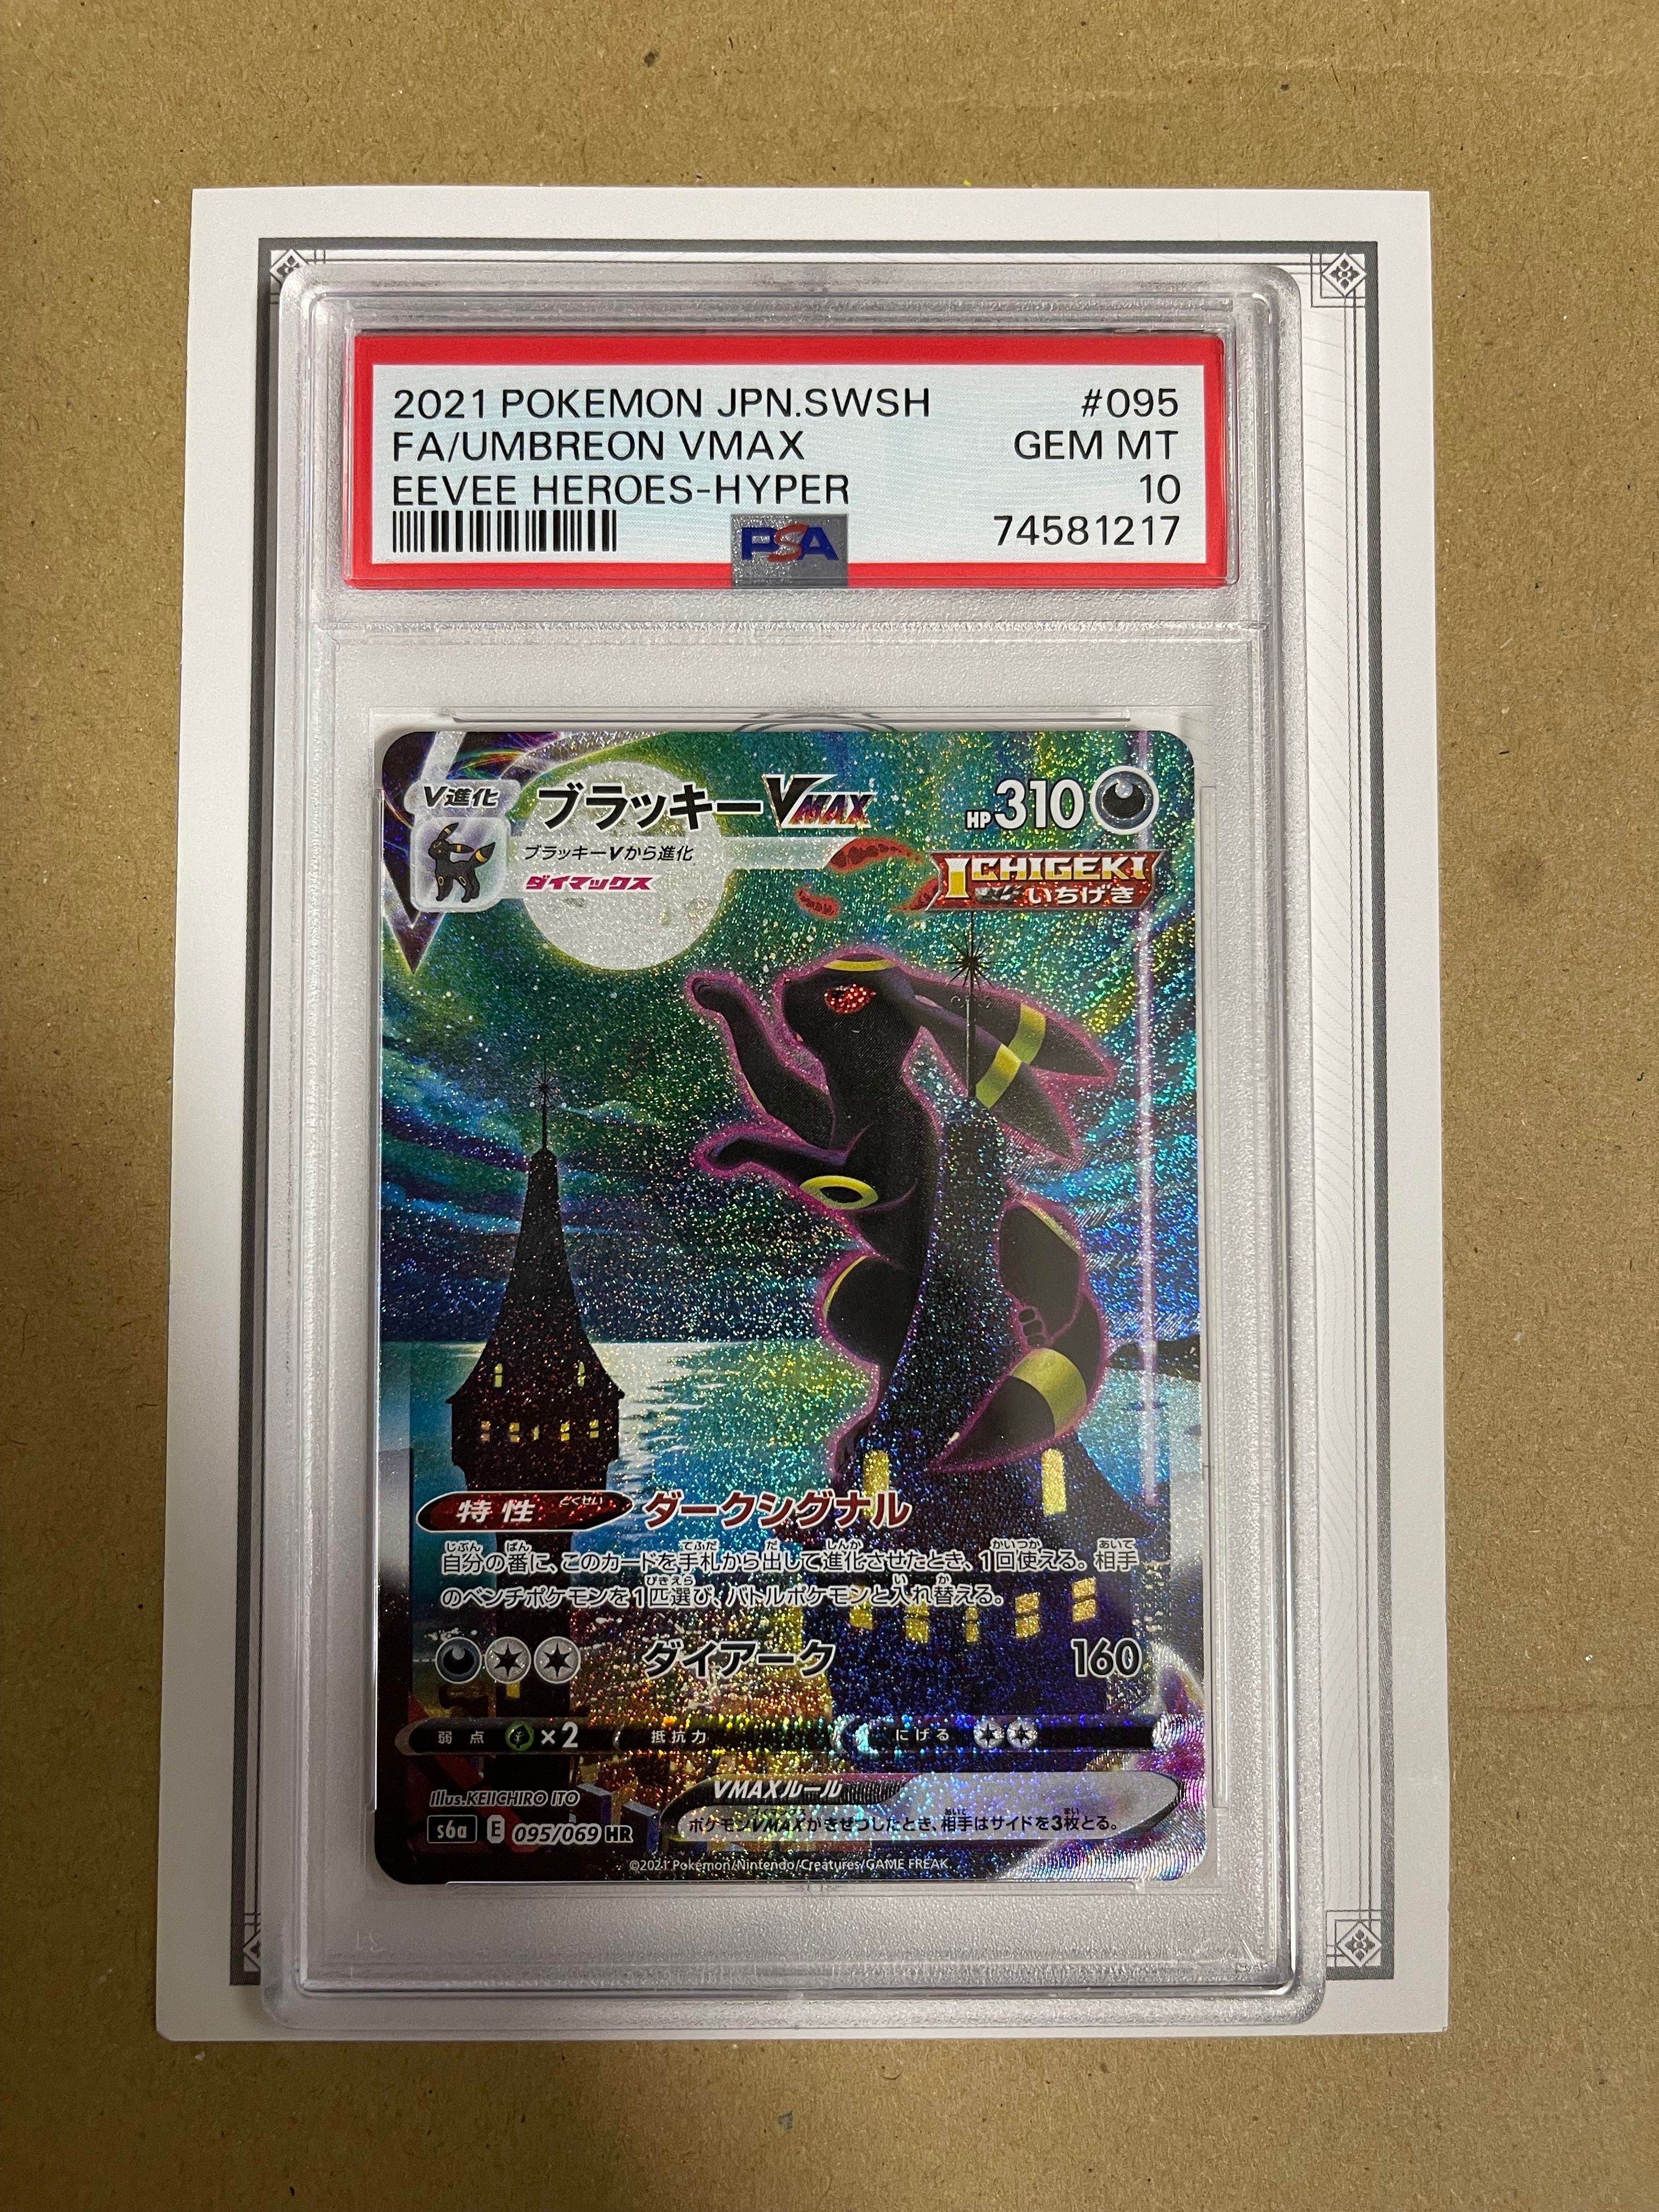 2021 POKEMON JPN.SWSH #095
FA/UMBREON VMAX GEM MT
EEVEE HEROES-HYPER 10
PSA 74581217
V進化 ブラッキーVMAX HP310
ブラッキーVから進化
ダイマックス
ICHIGEKI
いちげき
特性 とくせい ダークシグナル
自分の番に、このカードを手札から出して進化させたとき、1回使える。相手
のベンチポケモンを1匹選び、バトルポケモンと入れ替える。
ダイアーク 160
弱点 ×2 抵抗力 にげる
VMAXルール
ポケモンVMAXがきぜつしたとき、相手はサイドを3枚とる。
Illus.KEIICHIRO ITO
s6a E 095/069 HR
©2021 Pokémon/Nintendo/Creatures/GAME FREAK.